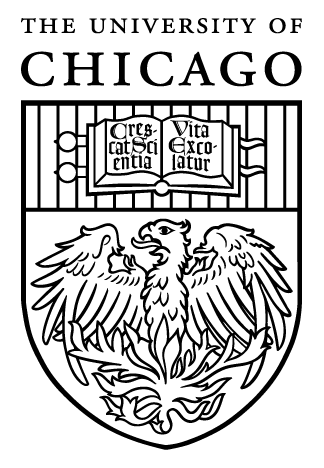 THE UNIVERSITY OF
CHICAGO
Cres-
cat Sci
entia
Vita
Exco-
latur